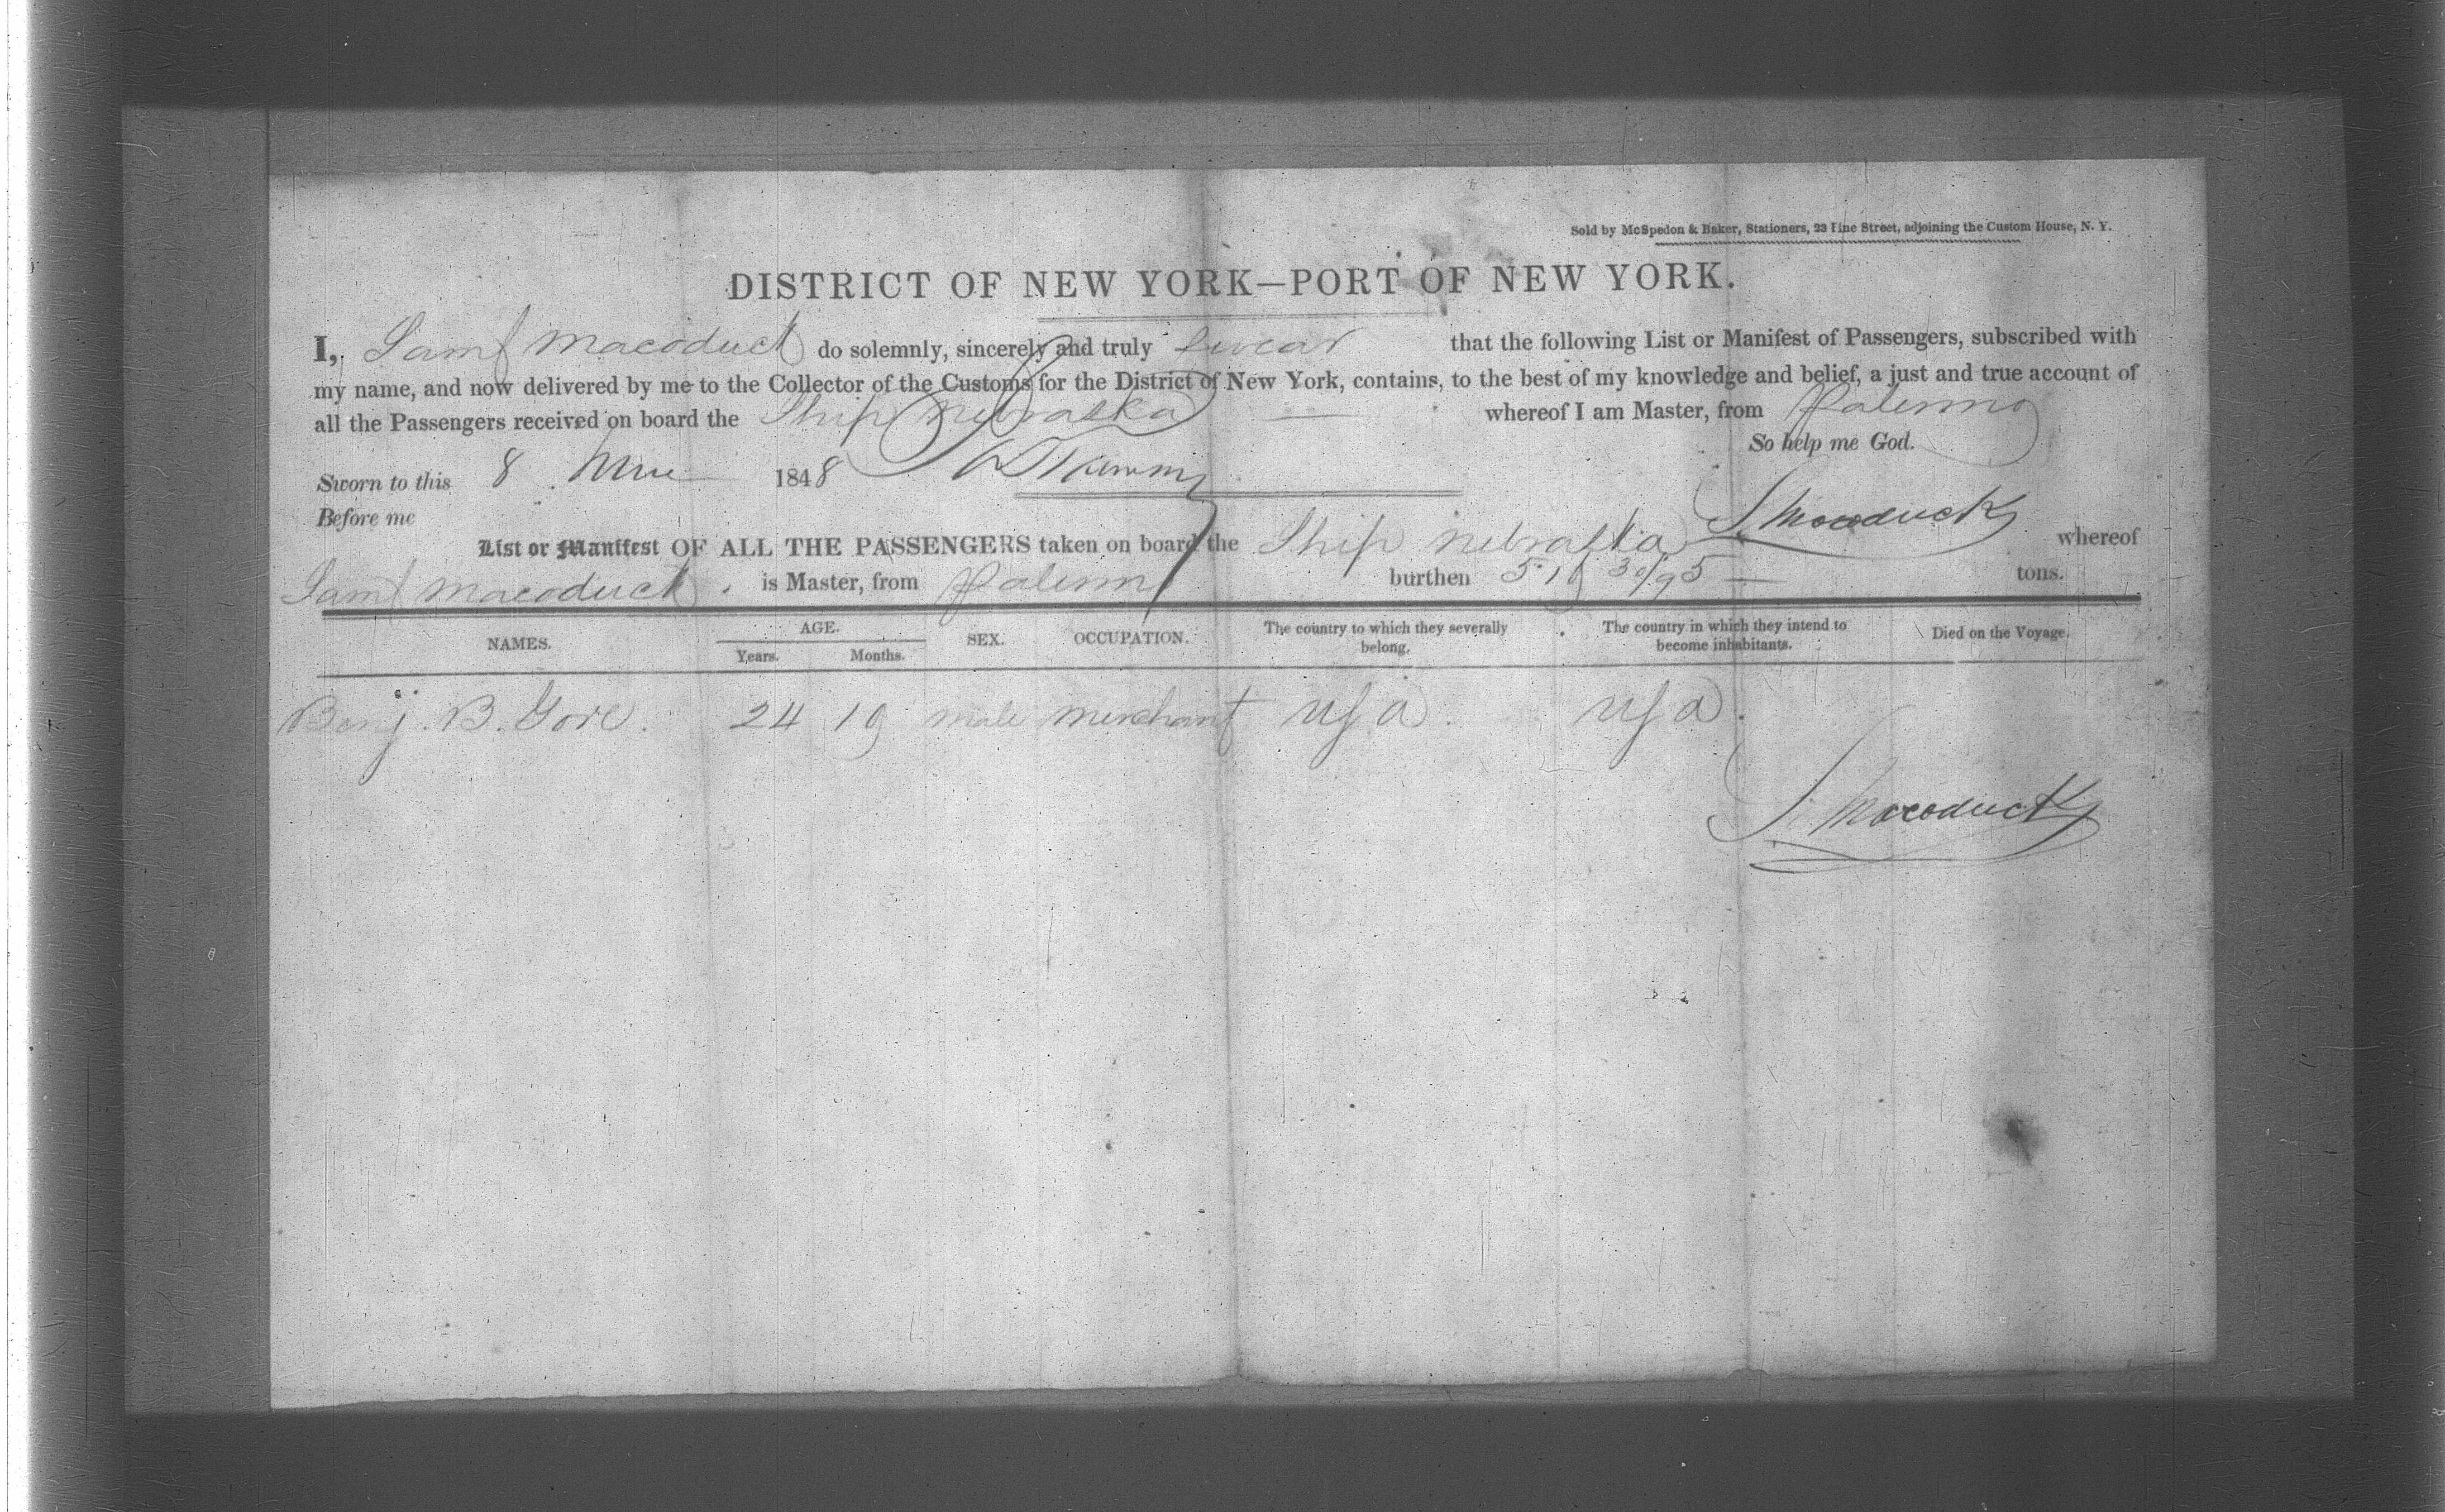 Sold by McSpedon & Baker, Stationers, 23 Pine Street, adjoining the Custom House, N. Y.
DISTRICT OF NEW YORK—PORT OF NEW YORK.
I, Saml Macoduck do solemnly, sincerely and truly swear that the following List or Manifest of Passengers, subscribed with
my name, and now delivered by me to the Collector of the Customs for the District of New York, contains, to the best of my knowledge and belief, a just and true account of
all the Passengers received on board the Ship Nebraska whereof I am Master, from Palermo
So help me God.
Sworn to this 8 1848
Before me
S. Macoduck
List or Manifest OF ALL THE PASSENGERS taken on board the Ship Nebraska whereof
Saml Macoduck is Master, from Palermo burthen 516 30/95 tons.
NAMES. AGE. SEX. OCCUPATION. The country to which they severally belong. The country in which they intend to become inhabitants. Died on the Voyage.
Years. Months.
Benj. B. Gore. 24 10 male merchant USA. USA.
S. Macoduck